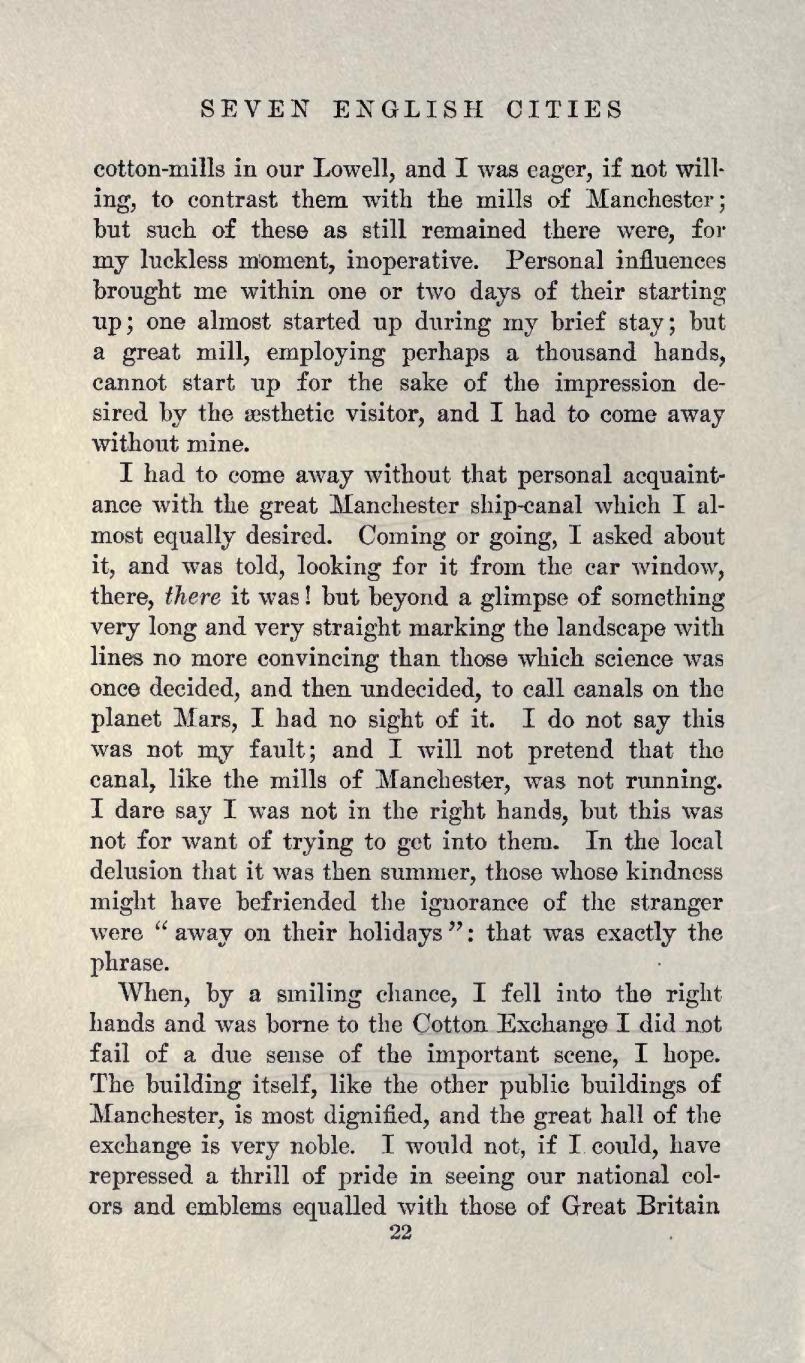 SEVEN ENGLISH CITIES
cotton-mills in our Lowell, and I was eager, if not will-
ing, to contrast them with the mills of Manchester;
but such of these as still remained there were, for
my luckless moment, inoperative. Personal influences
brought me within one or two days of their starting
up; one almost started up during my brief stay; but
a great mill, employing perhaps a thousand hands,
cannot start up for the sake of the impression de-
sired by the æsthetic visitor, and I had to come away
without mine.
I had to come away without that personal acquaint-
ance with the great Manchester ship-canal which I al-
most equally desired. Coming or going, I asked about
it, and was told, looking for it from the car window,
there, there it was! but beyond a glimpse of something
very long and very straight marking the landscape with
lines no more convincing than those which science was
once decided, and then undecided, to call canals on the
planet Mars, I had no sight of it. I do not say this
was not my fault; and I will not pretend that the
canal, like the mills of Manchester, was not running.
I dare say I was not in the right hands, but this was
not for want of trying to get into them. In the local
delusion that it was then summer, those whose kindness
might have befriended the ignorance of the stranger
were "away on their holidays": that was exactly the
phrase.
When, by a smiling chance, I fell into the right
hands and was borne to the Cotton Exchange I did not
fail of a due sense of the important scene, I hope.
The building itself, like the other public buildings of
Manchester, is most dignified, and the great hall of the
exchange is very noble. I would not, if I could, have
repressed a thrill of pride in seeing our national col-
ors and emblems equalled with those of Great Britain
22